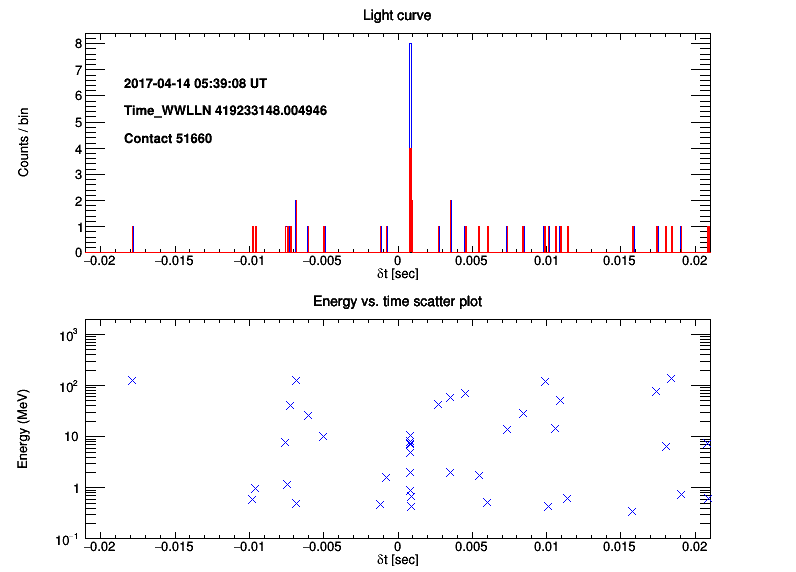 Light curve
Counts / bin
8
7
6
5
4
3
2
1
0
2017-04-14 05:39:08 UT
Time_WWLLN 419233148.004946
Contact 51660
−0.02 −0.015 −0.01 −0.005 0 0.005 0.01 0.015 0.02
δt [sec]
Energy vs. time scatter plot
Energy (MeV)
10³
10²
10
1
10⁻¹
−0.02 −0.015 −0.01 −0.005 0 0.005 0.01 0.015 0.02
δt [sec]